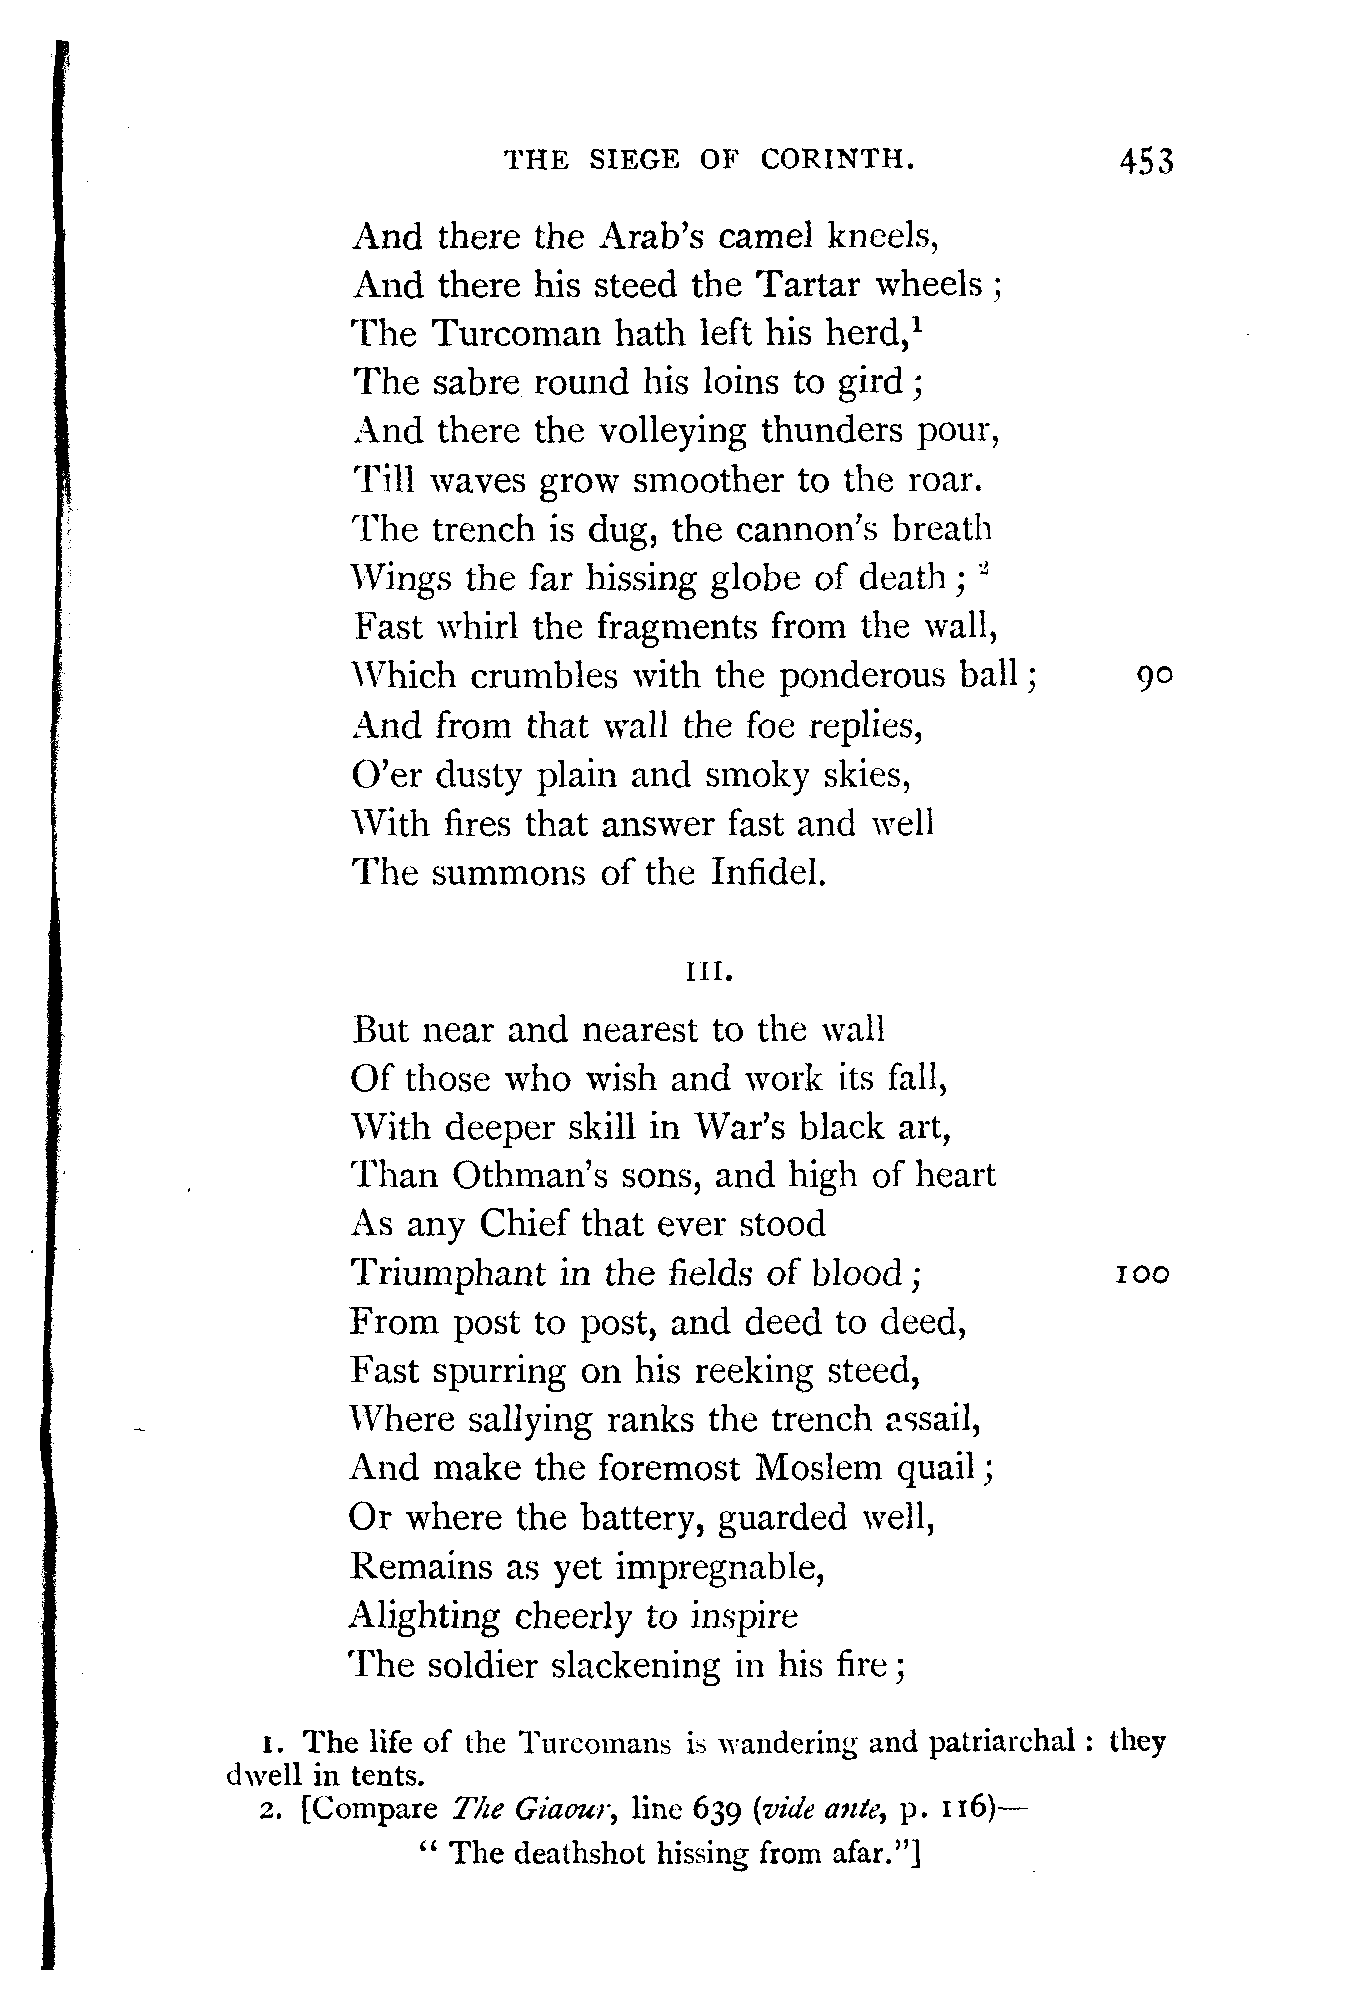 THE SIEGE OF CORINTH. 453
And there the Arab's camel kneels,
And there his steed the Tartar wheels ;
The Turcoman hath left his herd,¹
The sabre round his loins to gird ;
And there the volleying thunders pour,
Till waves grow smoother to the roar.
The trench is dug, the cannon's breath
Wings the far hissing globe of death ; ²
Fast whirl the fragments from the wall,
Which crumbles with the ponderous ball ; 90
And from that wall the foe replies,
O'er dusty plain and smoky skies,
With fires that answer fast and well
The summons of the Infidel.
III.
But near and nearest to the wall
Of those who wish and work its fall,
With deeper skill in War's black art,
Than Othman's sons, and high of heart
As any Chief that ever stood
Triumphant in the fields of blood ; 100
From post to post, and deed to deed,
Fast spurring on his reeking steed,
Where sallying ranks the trench assail,
And make the foremost Moslem quail ;
Or where the battery, guarded well,
Remains as yet impregnable,
Alighting cheerly to inspire
The soldier slackening in his fire ;
1. The life of the Turcomans is wandering and patriarchal : they
dwell in tents.
2. [Compare The Giaour, line 639 (vide ante, p. 116)—
" The deathshot hissing from afar."]